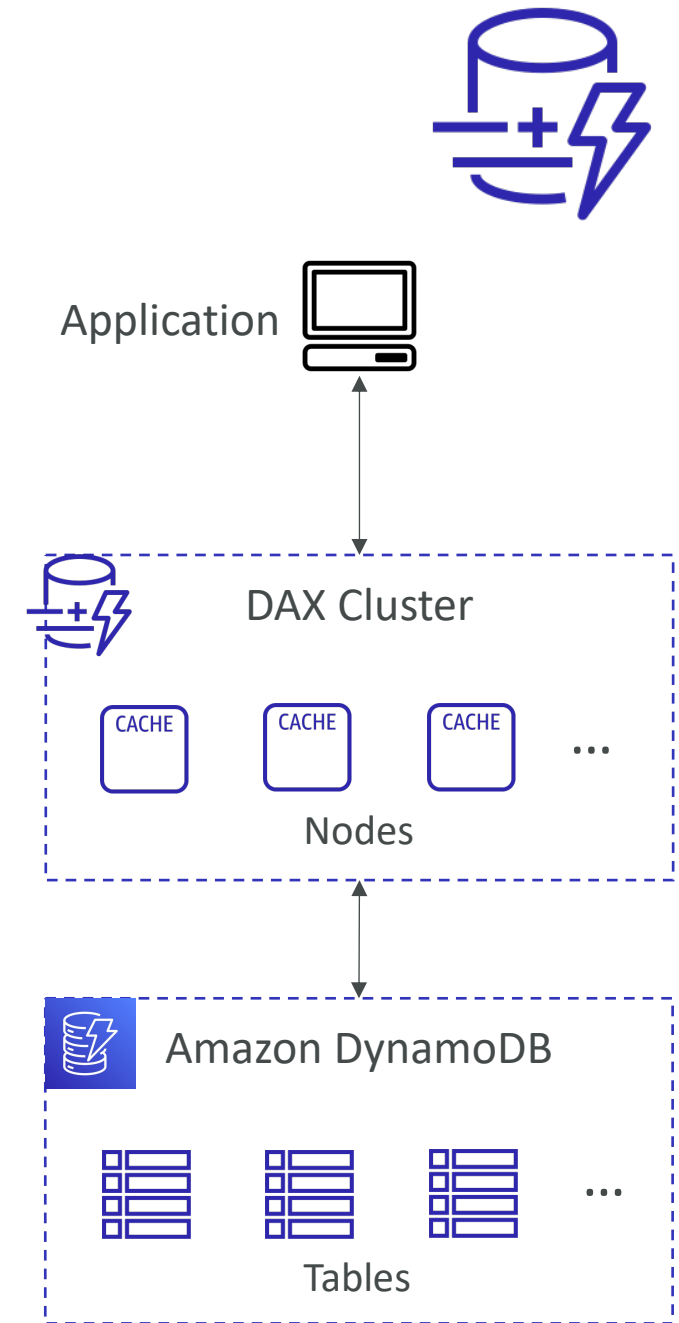 Application
DAX Cluster
CACHE CACHE CACHE ...
Nodes
Amazon DynamoDB
...
Tables